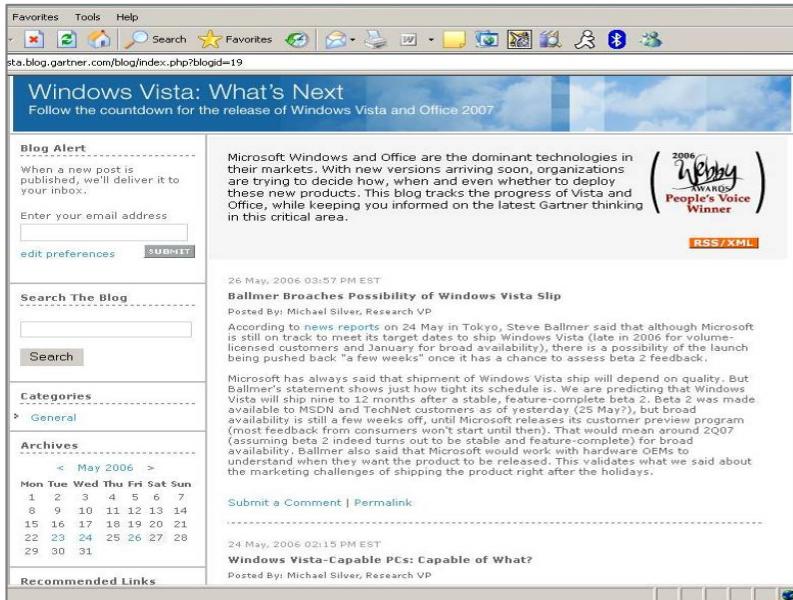 Favorites Tools Help
Search Favorites
sta.blog.gartner.com/blog/index.php?blogid=19
Windows Vista: What's Next
Follow the countdown for the release of Windows Vista and Office 2007
Blog Alert
When a new post is
published, we'll deliver it to
your inbox.
Enter your email address
edit preferences SUBMIT
Search The Blog
Search
Categories
General
Archives
< May 2006 >
Mon Tue Wed Thu Fri Sat Sun
1 2 3 4 5 6 7
8 9 10 11 12 13 14
15 16 17 18 19 20 21
22 23 24 25 26 27 28
29 30 31
Recommended Links
Microsoft Windows and Office are the dominant technologies in
their markets. With new versions arriving soon, organizations
are trying to decide how, when and even whether to deploy
these new products. This blog tracks the progress of Vista and
Office, while keeping you informed on the latest Gartner thinking
in this critical area.
2006
Webby
AWARDS
People's Voice
Winner
RSS/XML
26 May, 2006 03:57 PM EST
Ballmer Broaches Possibility of Windows Vista Slip
Posted By: Michael Silver, Research VP
According to news reports on 24 May in Tokyo, Steve Ballmer said that although Microsoft
is still on track to meet its target dates to ship Windows Vista (late in 2006 for volume-
licensed customers and January for broad availability), there is a possibility of the launch
being pushed back "a few weeks" once it has a chance to assess beta 2 feedback.
Microsoft has always said that shipment of Windows Vista ship will depend on quality. But
Ballmer's statement shows just how tight its schedule is. We are predicting that Windows
Vista will ship nine to 12 months after a stable, feature-complete beta 2. Beta 2 was made
available to MSDN and TechNet customers as of yesterday (25 May?), but broad
availability is still a few weeks off, until Microsoft releases its customer preview program
(most feedback from consumers won't start until then). That would mean around 2Q07
(assuming beta 2 indeed turns out to be stable and feature-complete) for broad
availability. Ballmer also said that Microsoft would work with hardware OEMs to
understand when they want the product to be released. This validates what we said about
the marketing challenges of shipping the product right after the holidays.
Submit a Comment | Permalink
24 May, 2006 02:15 PM EST
Windows Vista-Capable PCs: Capable of What?
Posted By: Michael Silver, Research VP